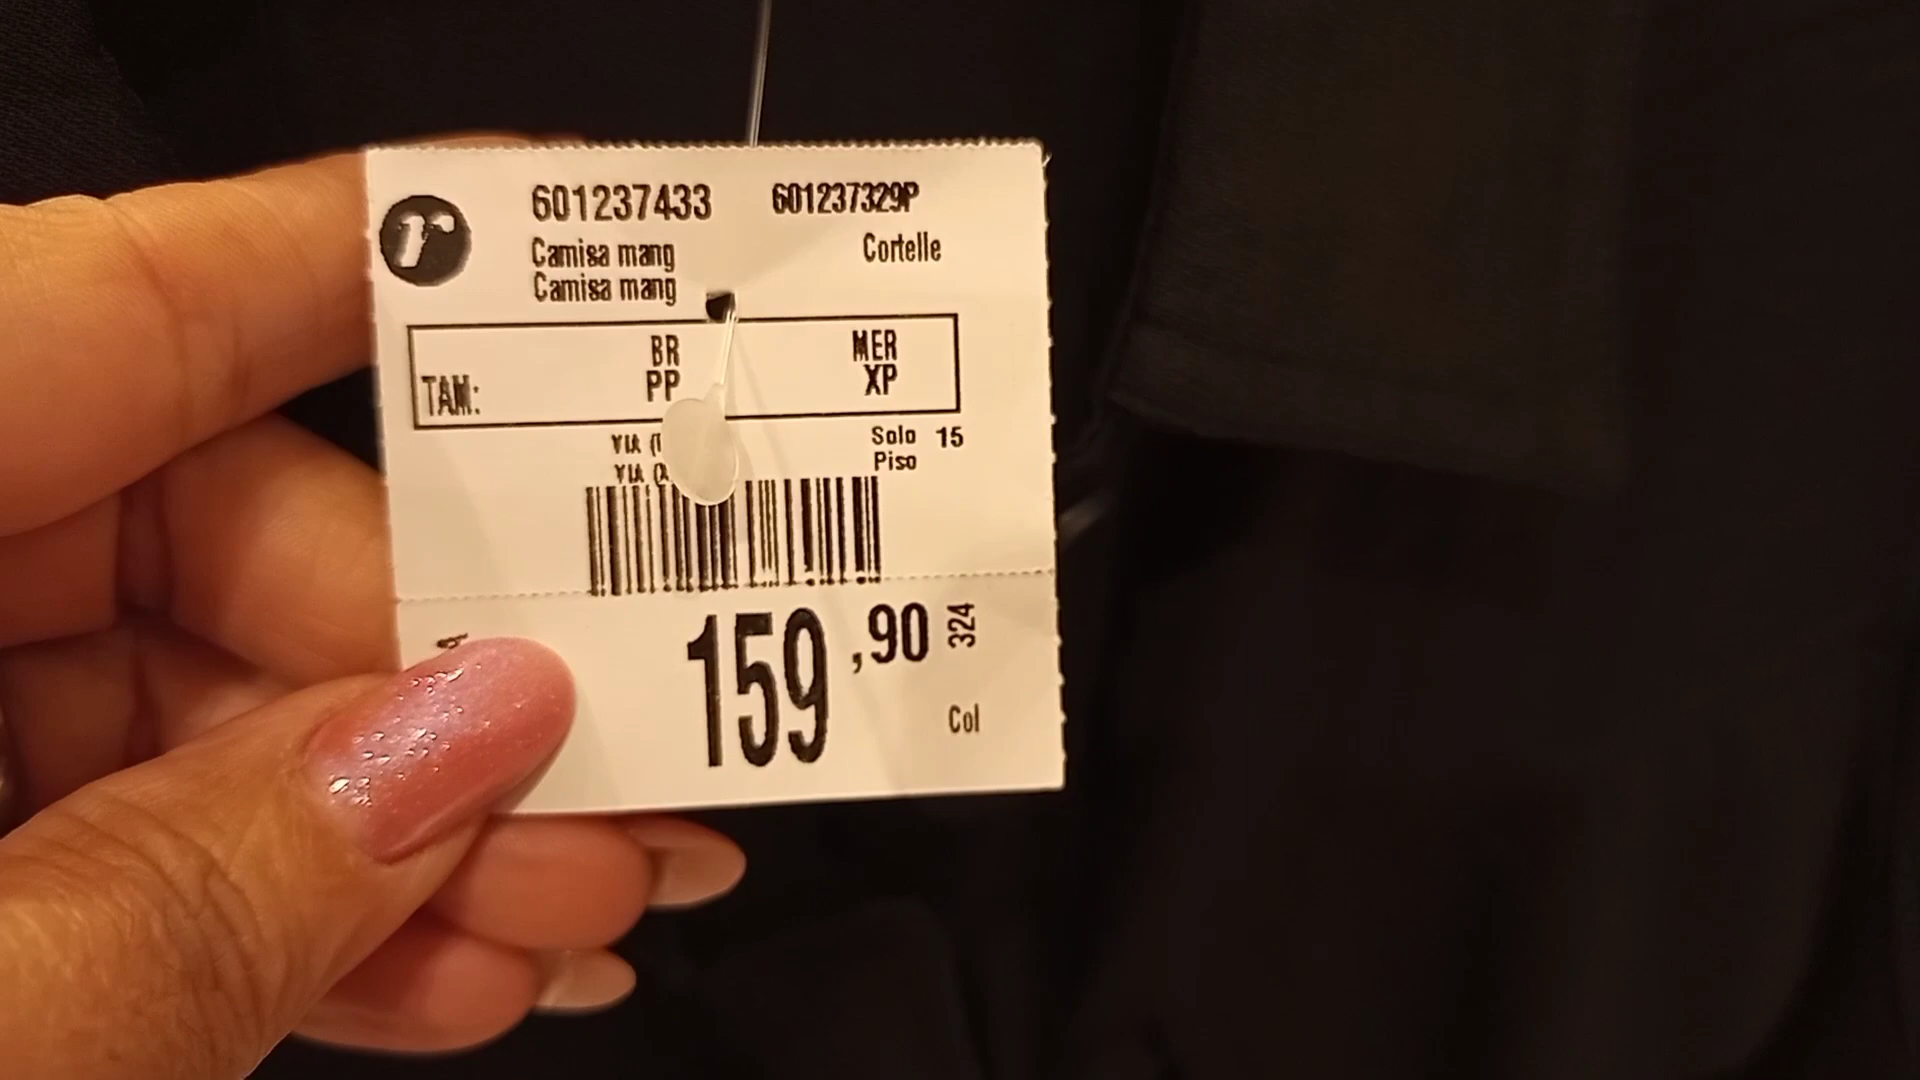 r
601237433 601237329P
Camisa mang Cortelle
Camisa mang
BR MER
TAM: PP XP
Solo 15
Piso
159,90 324
Col